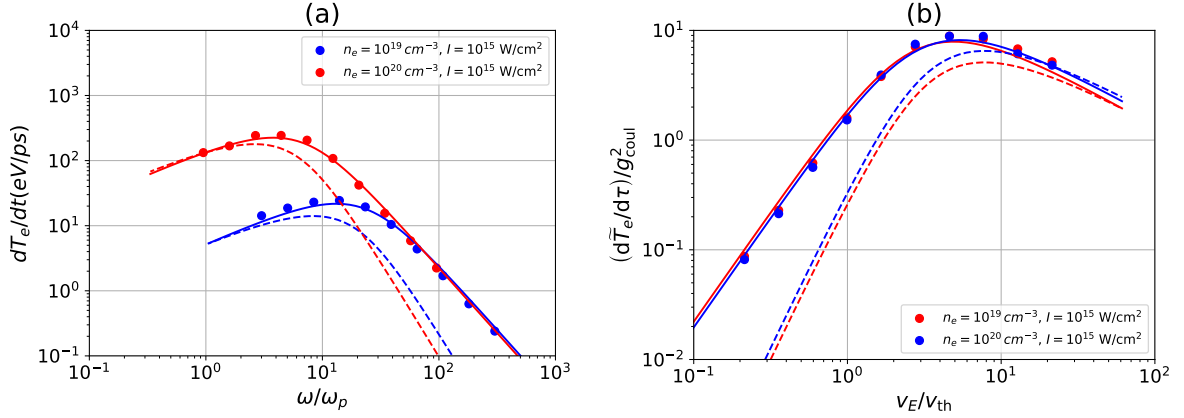 (a)
10^4
10^3
10^2
10^1
10^0
10^{-1}
dT_e/dt(eV/ps)
n_e = 10^{19} cm^{-3}, I = 10^{15} W/cm^2
n_e = 10^{20} cm^{-3}, I = 10^{15} W/cm^2
10^{-1} 10^0 10^1 10^2 10^3
ω/ω_p
(b)
10^1
10^0
10^{-1}
10^{-2}
(dT̃_e/dτ)/g^2_coul
n_e = 10^{19} cm^{-3}, I = 10^{15} W/cm^2
n_e = 10^{20} cm^{-3}, I = 10^{15} W/cm^2
10^{-1} 10^0 10^1 10^2
v_E/v_th